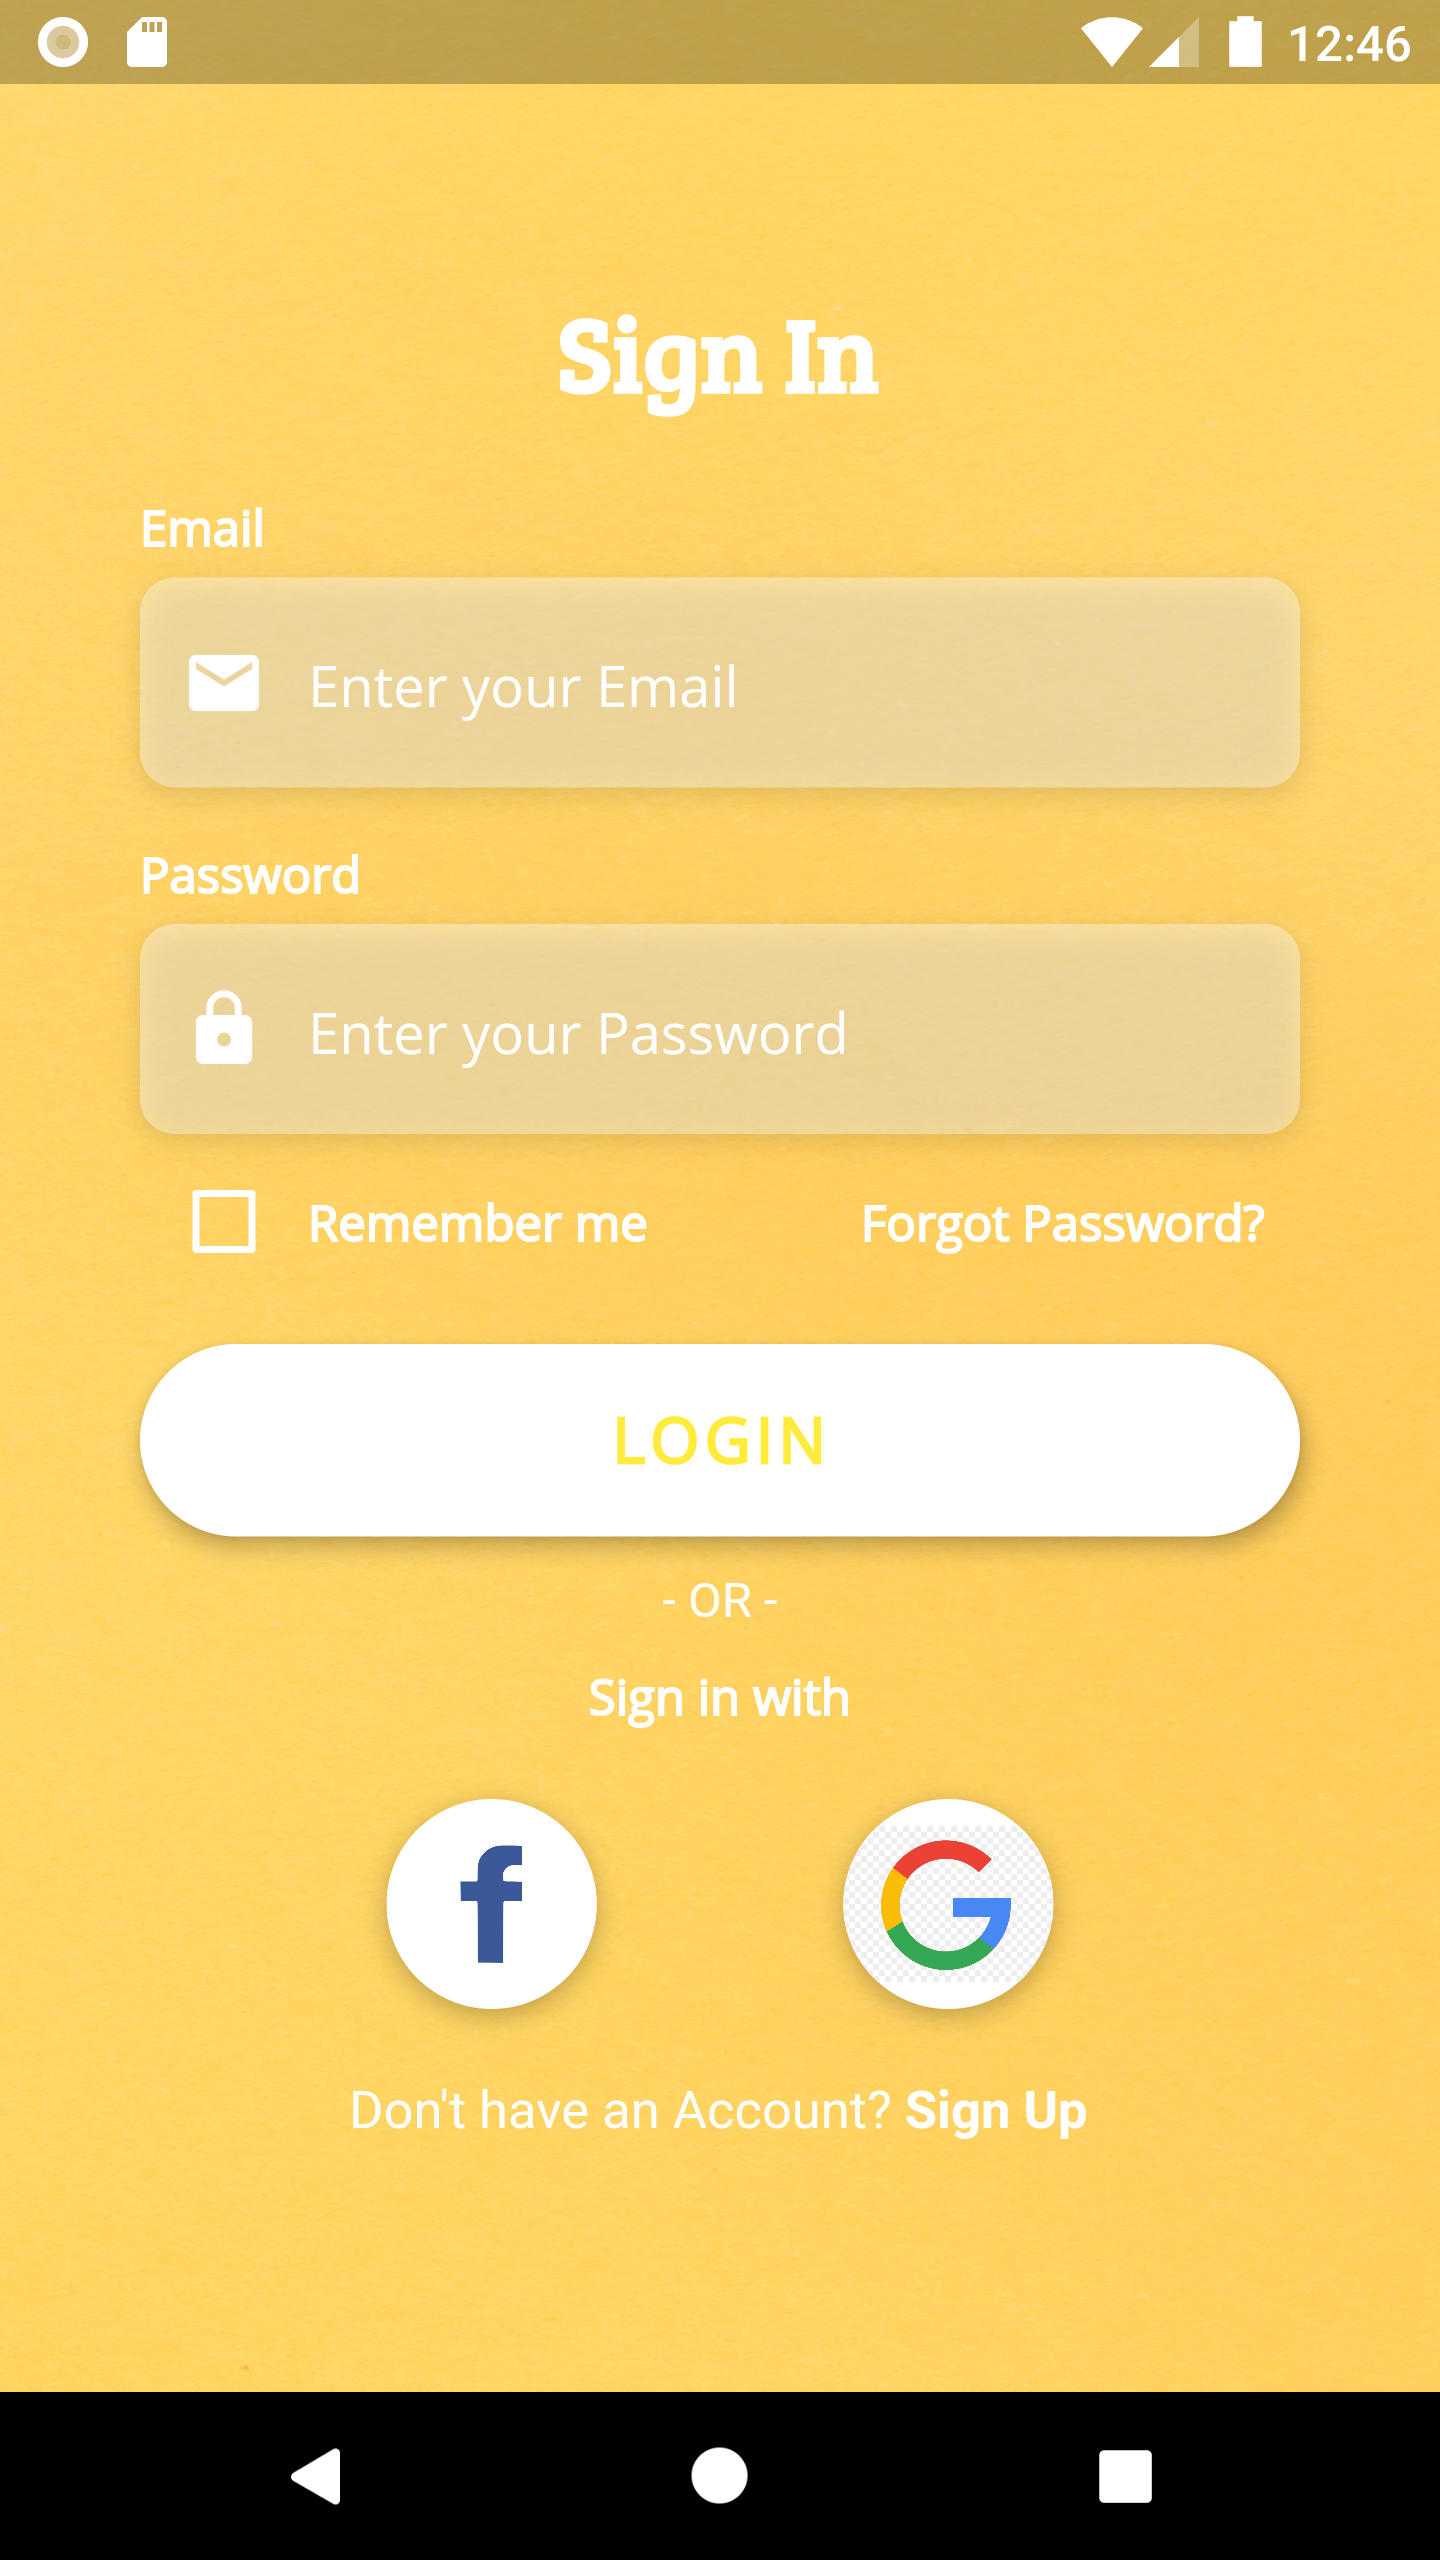 12:46
Sign In
Email
Enter your Email
Password
Enter your Password
Remember me Forgot Password?
LOGIN
- OR -
Sign in with
Don't have an Account? Sign Up